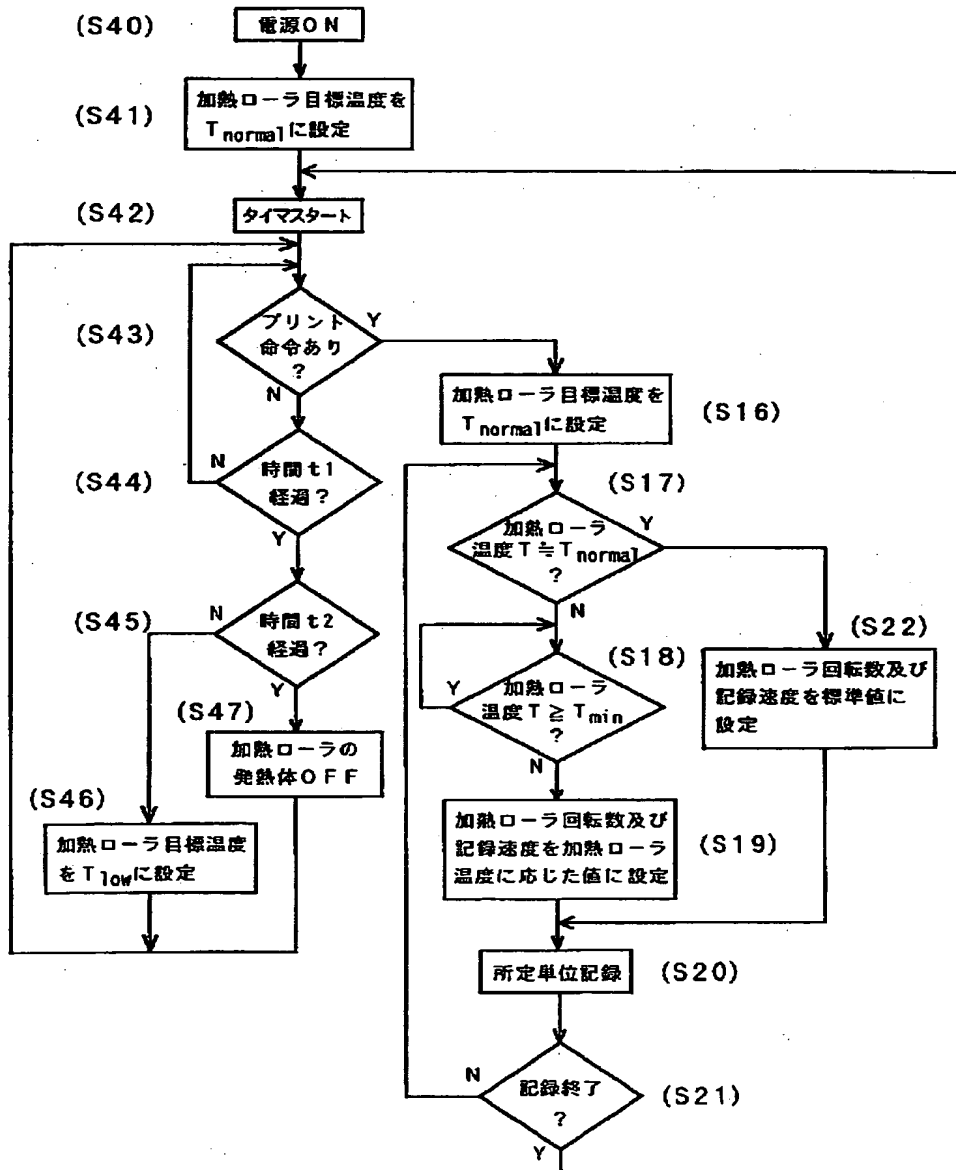 (S40)
電源ON
(S41)
加熱ローラ目標温度を
Tnormalに設定
(S42)
タイマスタート
(S43)
プリント
命令あり
?
Y
N
(S44)
時間t1
経過?
N
Y
(S45)
時間t2
経過?
N
Y
(S47)
加熱ローラの
発熱体OFF
(S46)
加熱ローラ目標温度
をTlowに設定
加熱ローラ目標温度を
Tnormalに設定
(S16)
(S17)
加熱ローラ
温度T≒Tnormal
?
Y
N
(S18)
加熱ローラ
温度T≧Tmin
?
Y
N
(S22)
加熱ローラ回転数及び
記録速度を標準値に
設定
加熱ローラ回転数及び
記録速度を加熱ローラ
温度に応じた値に設定
(S19)
所定単位記録
(S20)
記録終了
?
N
(S21)
Y